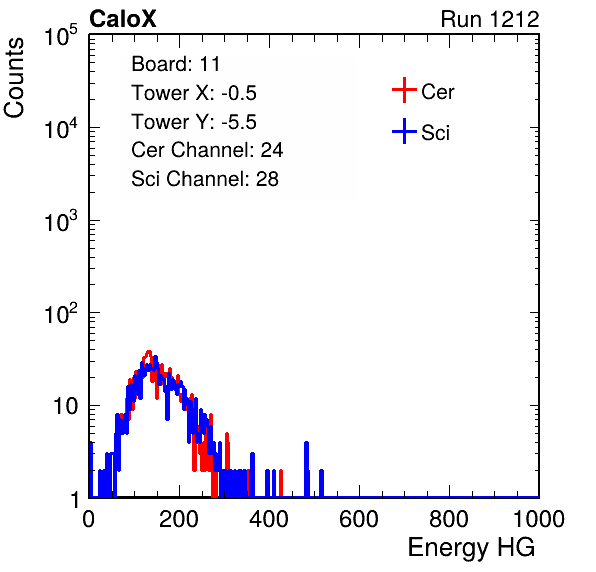 CaloX Run 1212
Counts
Board: 11
Tower X: -0.5
Tower Y: -5.5
Cer Channel: 24
Sci Channel: 28
Cer
Sci
10^5
10^4
10^3
10^2
10
1
0 200 400 600 800 1000
Energy HG